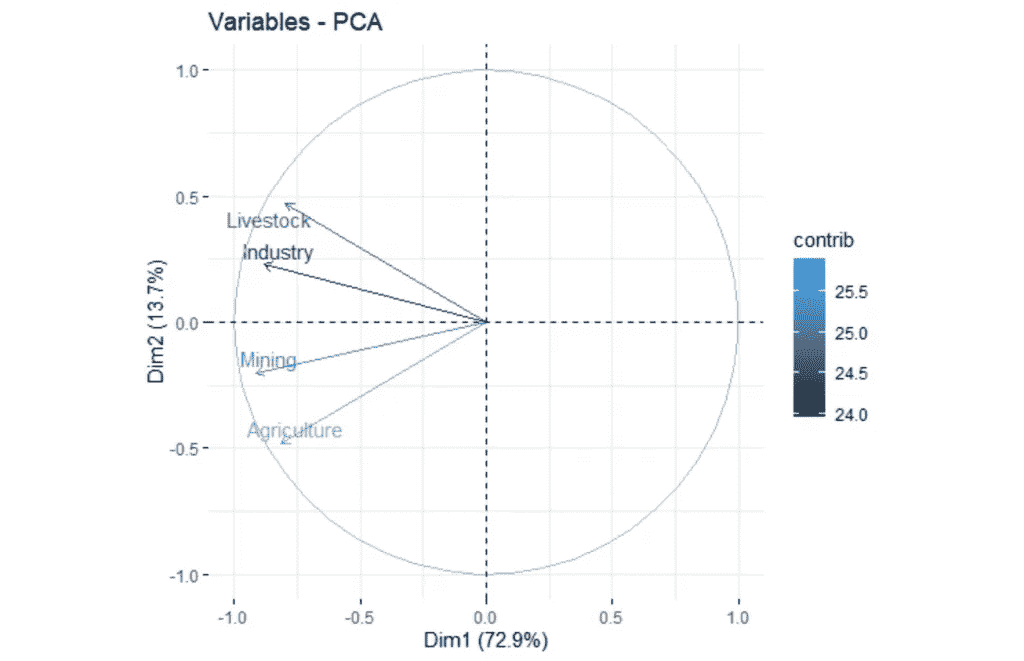 Variables - PCA
1.0
0.5
0.0
-0.5
-1.0
Dim2 (13.7%)
Livestock
Industry
Mining
Agriculture
-1.0
-0.5
0.0
0.5
1.0
Dim1 (72.9%)
contrib
25.5
25.0
24.5
24.0